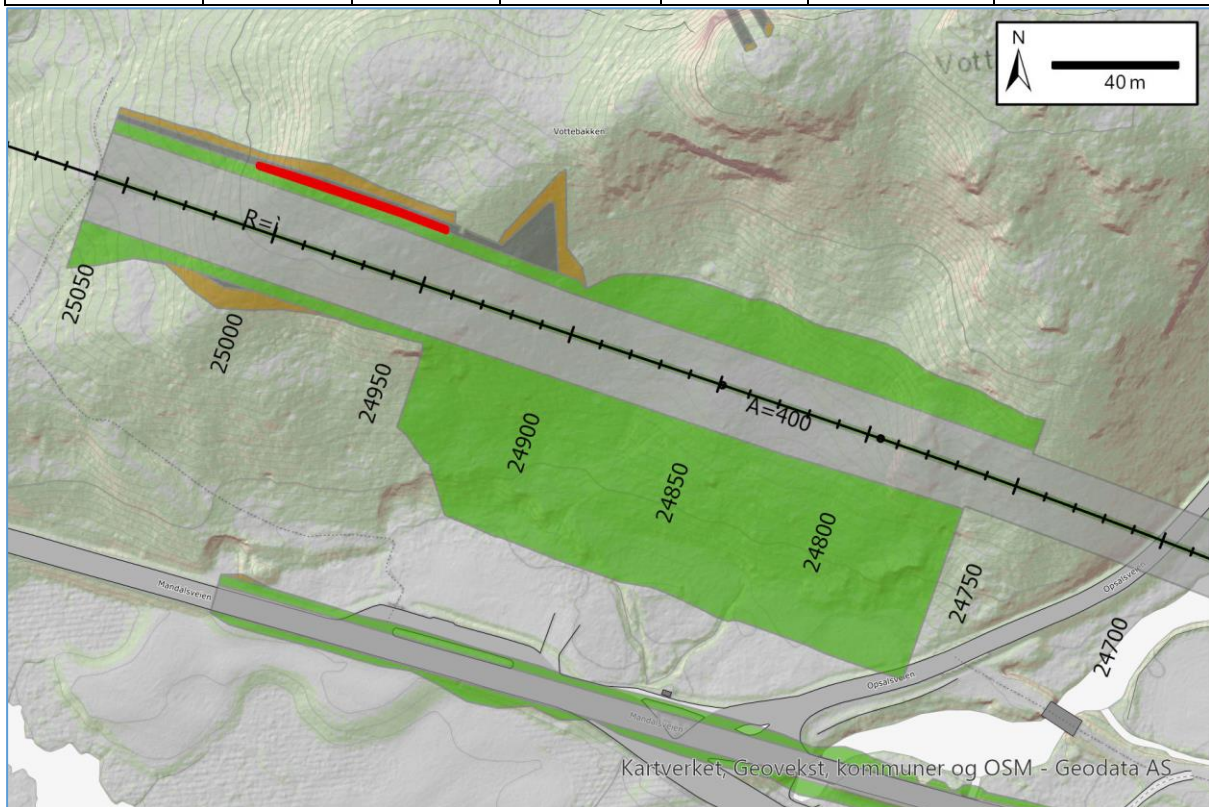 N
40 m
Vott
Vottebakken
R=
25050
25000
24950
24900
A=400
24850
24800
24750
24700
Mandalsveien
Opsalsveien
Opsalsveien
Mandalsveien
Kartverket, Geovekst, kommuner og OSM - Geodata AS